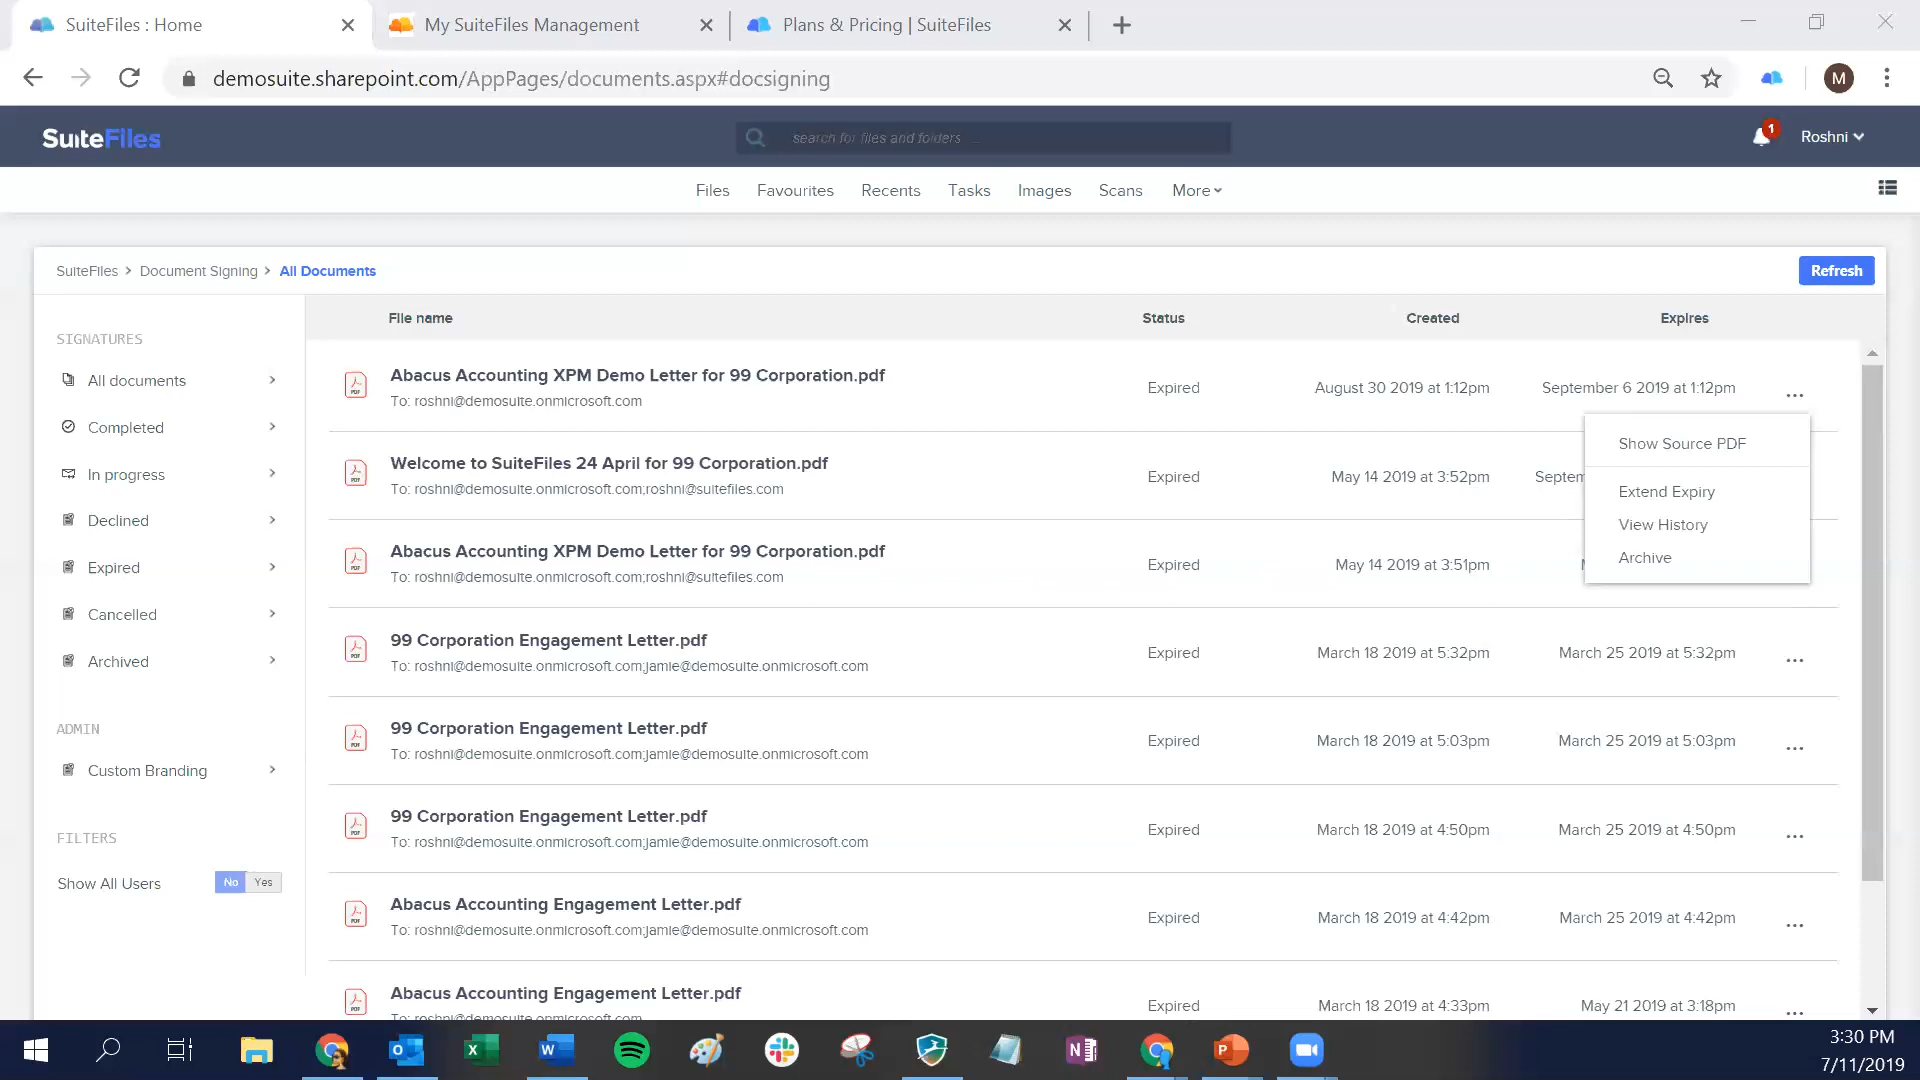 SuiteFiles : Home
My SuiteFiles Management
Plans & Pricing | SuiteFiles
demosuite.sharepoint.com/AppPages/documents.aspx#docsigning
M
SuiteFiles
search for files and folders ...
1
Roshni
Files Favourites Recents Tasks Images Scans More
SuiteFiles > Document Signing > All Documents
Refresh
SIGNATURES
All documents
Completed
In progress
Declined
Expired
Cancelled
Archived
ADMIN
Custom Branding
FILTERS
Show All Users No Yes
File name Status Created Expires
Abacus Accounting XPM Demo Letter for 99 Corporation.pdf
To: roshni@demosuite.onmicrosoft.com
Expired August 30 2019 at 1:12pm September 6 2019 at 1:12pm ...
Show Source PDF
Extend Expiry
View History
Archive
Welcome to SuiteFiles 24 April for 99 Corporation.pdf
To: roshni@demosuite.onmicrosoft.com;roshni@suitefiles.com
Expired May 14 2019 at 3:52pm Septem
Abacus Accounting XPM Demo Letter for 99 Corporation.pdf
To: roshni@demosuite.onmicrosoft.com;roshni@suitefiles.com
Expired May 14 2019 at 3:51pm
99 Corporation Engagement Letter.pdf
To: roshni@demosuite.onmicrosoft.com;jamie@demosuite.onmicrosoft.com
Expired March 18 2019 at 5:32pm March 25 2019 at 5:32pm ...
99 Corporation Engagement Letter.pdf
To: roshni@demosuite.onmicrosoft.com;jamie@demosuite.onmicrosoft.com
Expired March 18 2019 at 5:03pm March 25 2019 at 5:03pm ...
99 Corporation Engagement Letter.pdf
To: roshni@demosuite.onmicrosoft.com;jamie@demosuite.onmicrosoft.com
Expired March 18 2019 at 4:50pm March 25 2019 at 4:50pm ...
Abacus Accounting Engagement Letter.pdf
To: roshni@demosuite.onmicrosoft.com;jamie@demosuite.onmicrosoft.com
Expired March 18 2019 at 4:42pm March 25 2019 at 4:42pm ...
Abacus Accounting Engagement Letter.pdf
To: roshni@demosuite.onmicrosoft.com
Expired March 18 2019 at 4:33pm May 21 2019 at 3:18pm ...
3:30 PM
7/11/2019